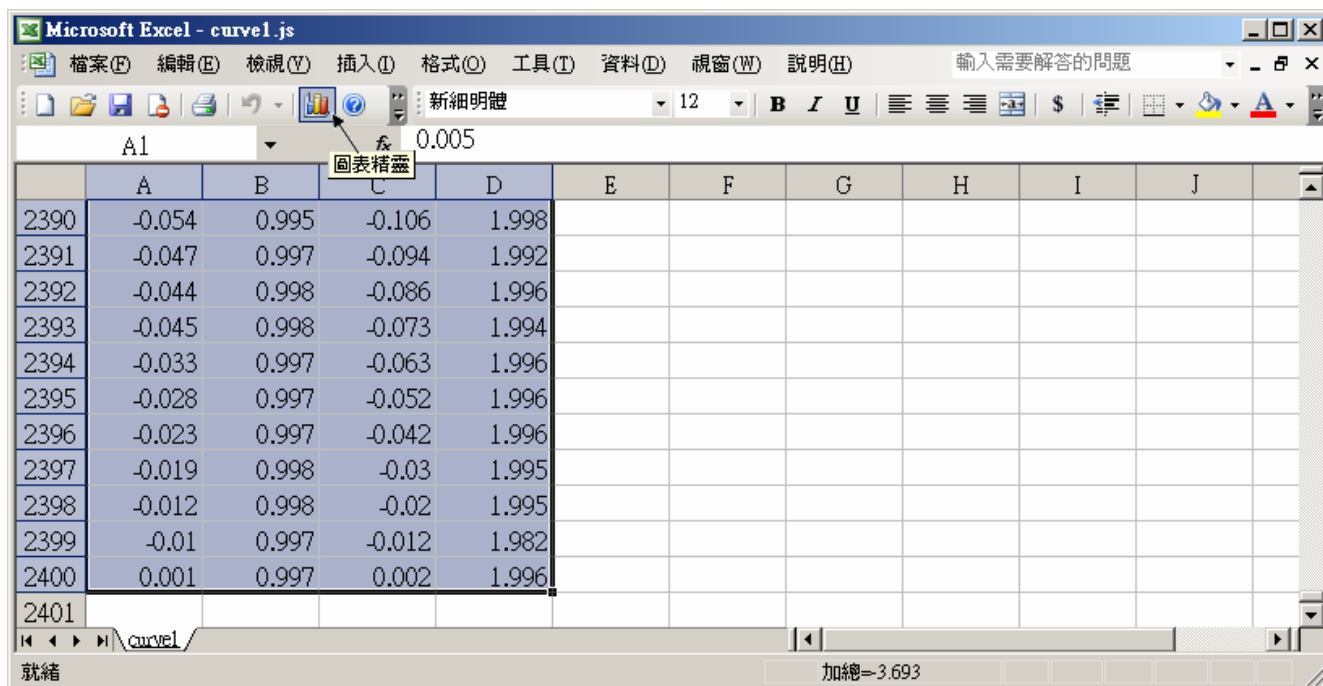 Microsoft Excel - curve1.js
檔案(F) 編輯(E) 檢視(V) 插入(I) 格式(O) 工具(T) 資料(D) 視窗(W) 說明(H) 輸入需要解答的問題
新細明體 12 B I U $ A
A1 fx 0.005
圖表精靈
A B C D E F G H I J
2390 -0.054 0.995 -0.106 1.998
2391 -0.047 0.997 -0.094 1.992
2392 -0.044 0.998 -0.086 1.996
2393 -0.045 0.998 -0.073 1.994
2394 -0.033 0.997 -0.063 1.996
2395 -0.028 0.997 -0.052 1.996
2396 -0.023 0.997 -0.042 1.996
2397 -0.019 0.998 -0.03 1.995
2398 -0.012 0.998 -0.02 1.995
2399 -0.01 0.997 -0.012 1.982
2400 0.001 0.997 0.002 1.996
2401
curve1
就緒 加總=-3.693